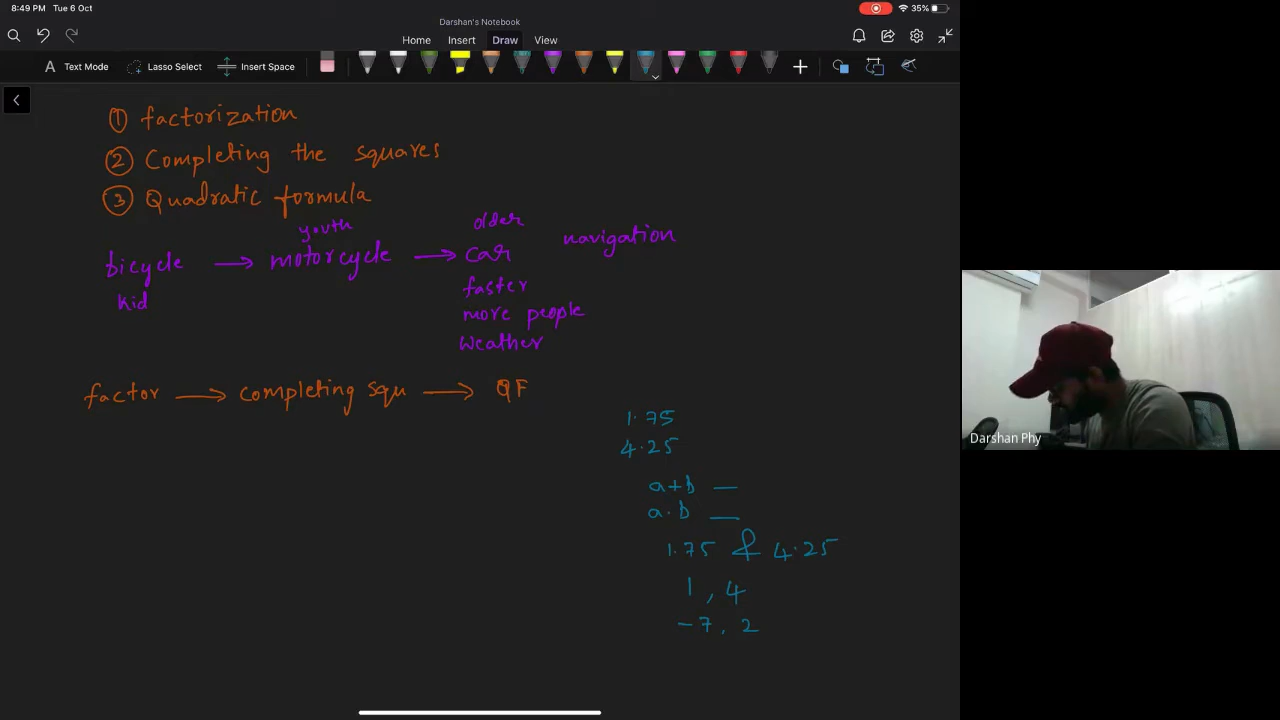 8:49 PM Tue 6 Oct
35%
Darshan's Notebook
Home Insert Draw View
Text Mode Lasso Select Insert Space
① factorization
② Completing the squares
③ Quadratic formula
youth older
bicycle → motorcycle → car navigation
kid
faster
more people
weather
factor → completing squ → QF
1.75
4.25
a+b —
a.b —
1.75 & 4.25
1, 4
-7, 2
Darshan Phy